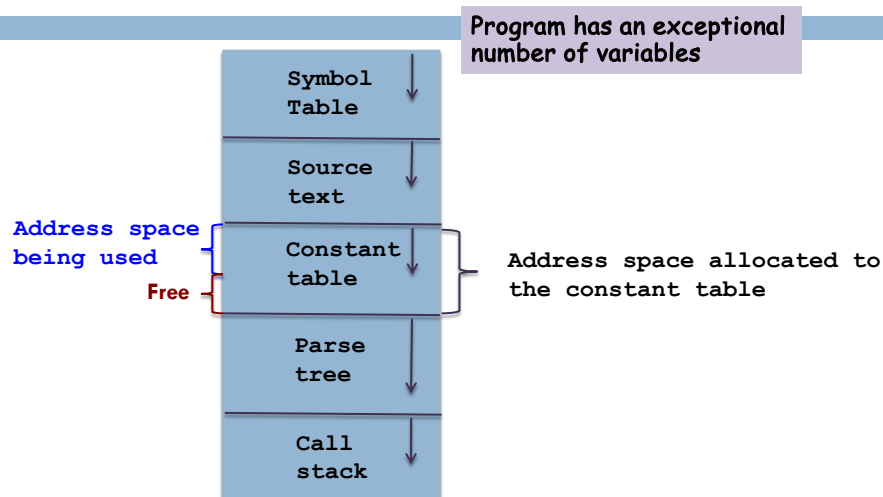 Program has an exceptional
number of variables
Symbol
Table
Source
text
Address space
being used
Constant
table
Free
Address space allocated to
the constant table
Parse
tree
Call
stack